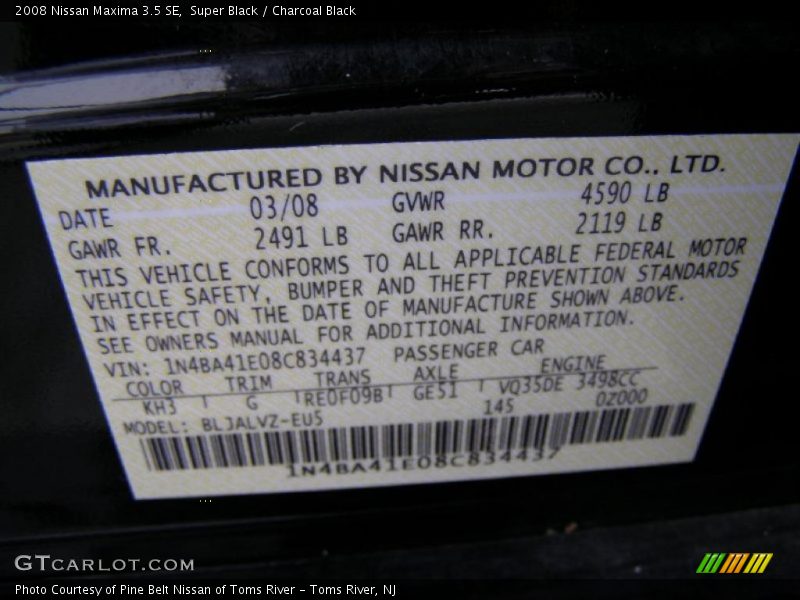 2008 Nissan Maxima 3.5 SE, Super Black / Charcoal Black
MANUFACTURED BY NISSAN MOTOR CO., LTD.
DATE 03/08 GVWR 4590 LB
GAWR FR. 2491 LB GAWR RR. 2119 LB
THIS VEHICLE CONFORMS TO ALL APPLICABLE FEDERAL MOTOR
VEHICLE SAFETY, BUMPER AND THEFT PREVENTION STANDARDS
IN EFFECT ON THE DATE OF MANUFACTURE SHOWN ABOVE.
SEE OWNERS MANUAL FOR ADDITIONAL INFORMATION.
VIN: 1N4BA41E08C834437 PASSENGER CAR
COLOR TRIM TRANS AXLE ENGINE
KH3 G RE0F09B GE51 VQ35DE 3498CC
MODEL: BLJALVZ-EU5 145 0Z000
1N4BA41E08C834437
GTCARLOT.COM
Photo Courtesy of Pine Belt Nissan of Toms River – Toms River, NJ